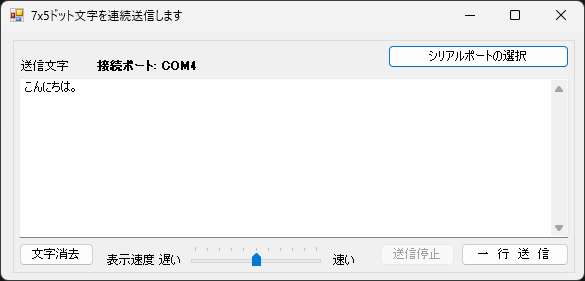 7x5ドット文字を連続送信します
シリアルポートの選択
送信文字 接続ポート: COM4
こんにちは。
文字消去 表示速度 遅い 速い 送信停止 一 行 送 信